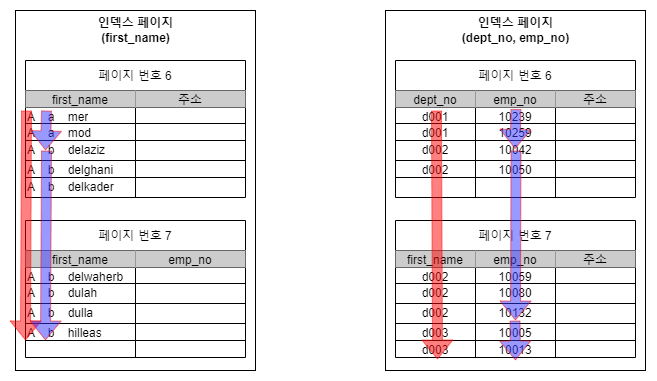 인덱스 페이지
(first_name)
페이지 번호 6
first_name 주소
A a mer
A a mod
A b delaziz
A b delghani
A b delkader
페이지 번호 7
first_name emp_no
A b delwaherb
A b dulah
A b dulla
A b hilleas
인덱스 페이지
(dept_no, emp_no)
페이지 번호 6
dept_no emp_no 주소
d001 10239
d001 10259
d002 10042
d002 10050
페이지 번호 7
first_name emp_no 주소
d002 10059
d002 10080
d002 10132
d003 10005
d003 10013